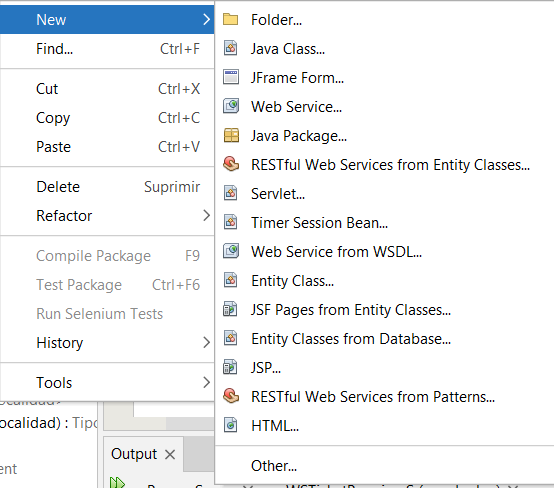 New
Find... Ctrl+F
Cut Ctrl+X
Copy Ctrl+C
Paste Ctrl+V
Delete Suprimir
Refactor
Compile Package F9
Test Package Ctrl+F6
Run Selenium Tests
History
Tools
Folder...
Java Class...
JFrame Form...
Web Service...
Java Package...
RESTful Web Services from Entity Classes...
Servlet...
Timer Session Bean...
Web Service from WSDL...
Entity Class...
JSF Pages from Entity Classes...
Entity Classes from Database...
JSP...
RESTful Web Services from Patterns...
HTML...
Other...
ocalidad) : Tipo
ent
Output